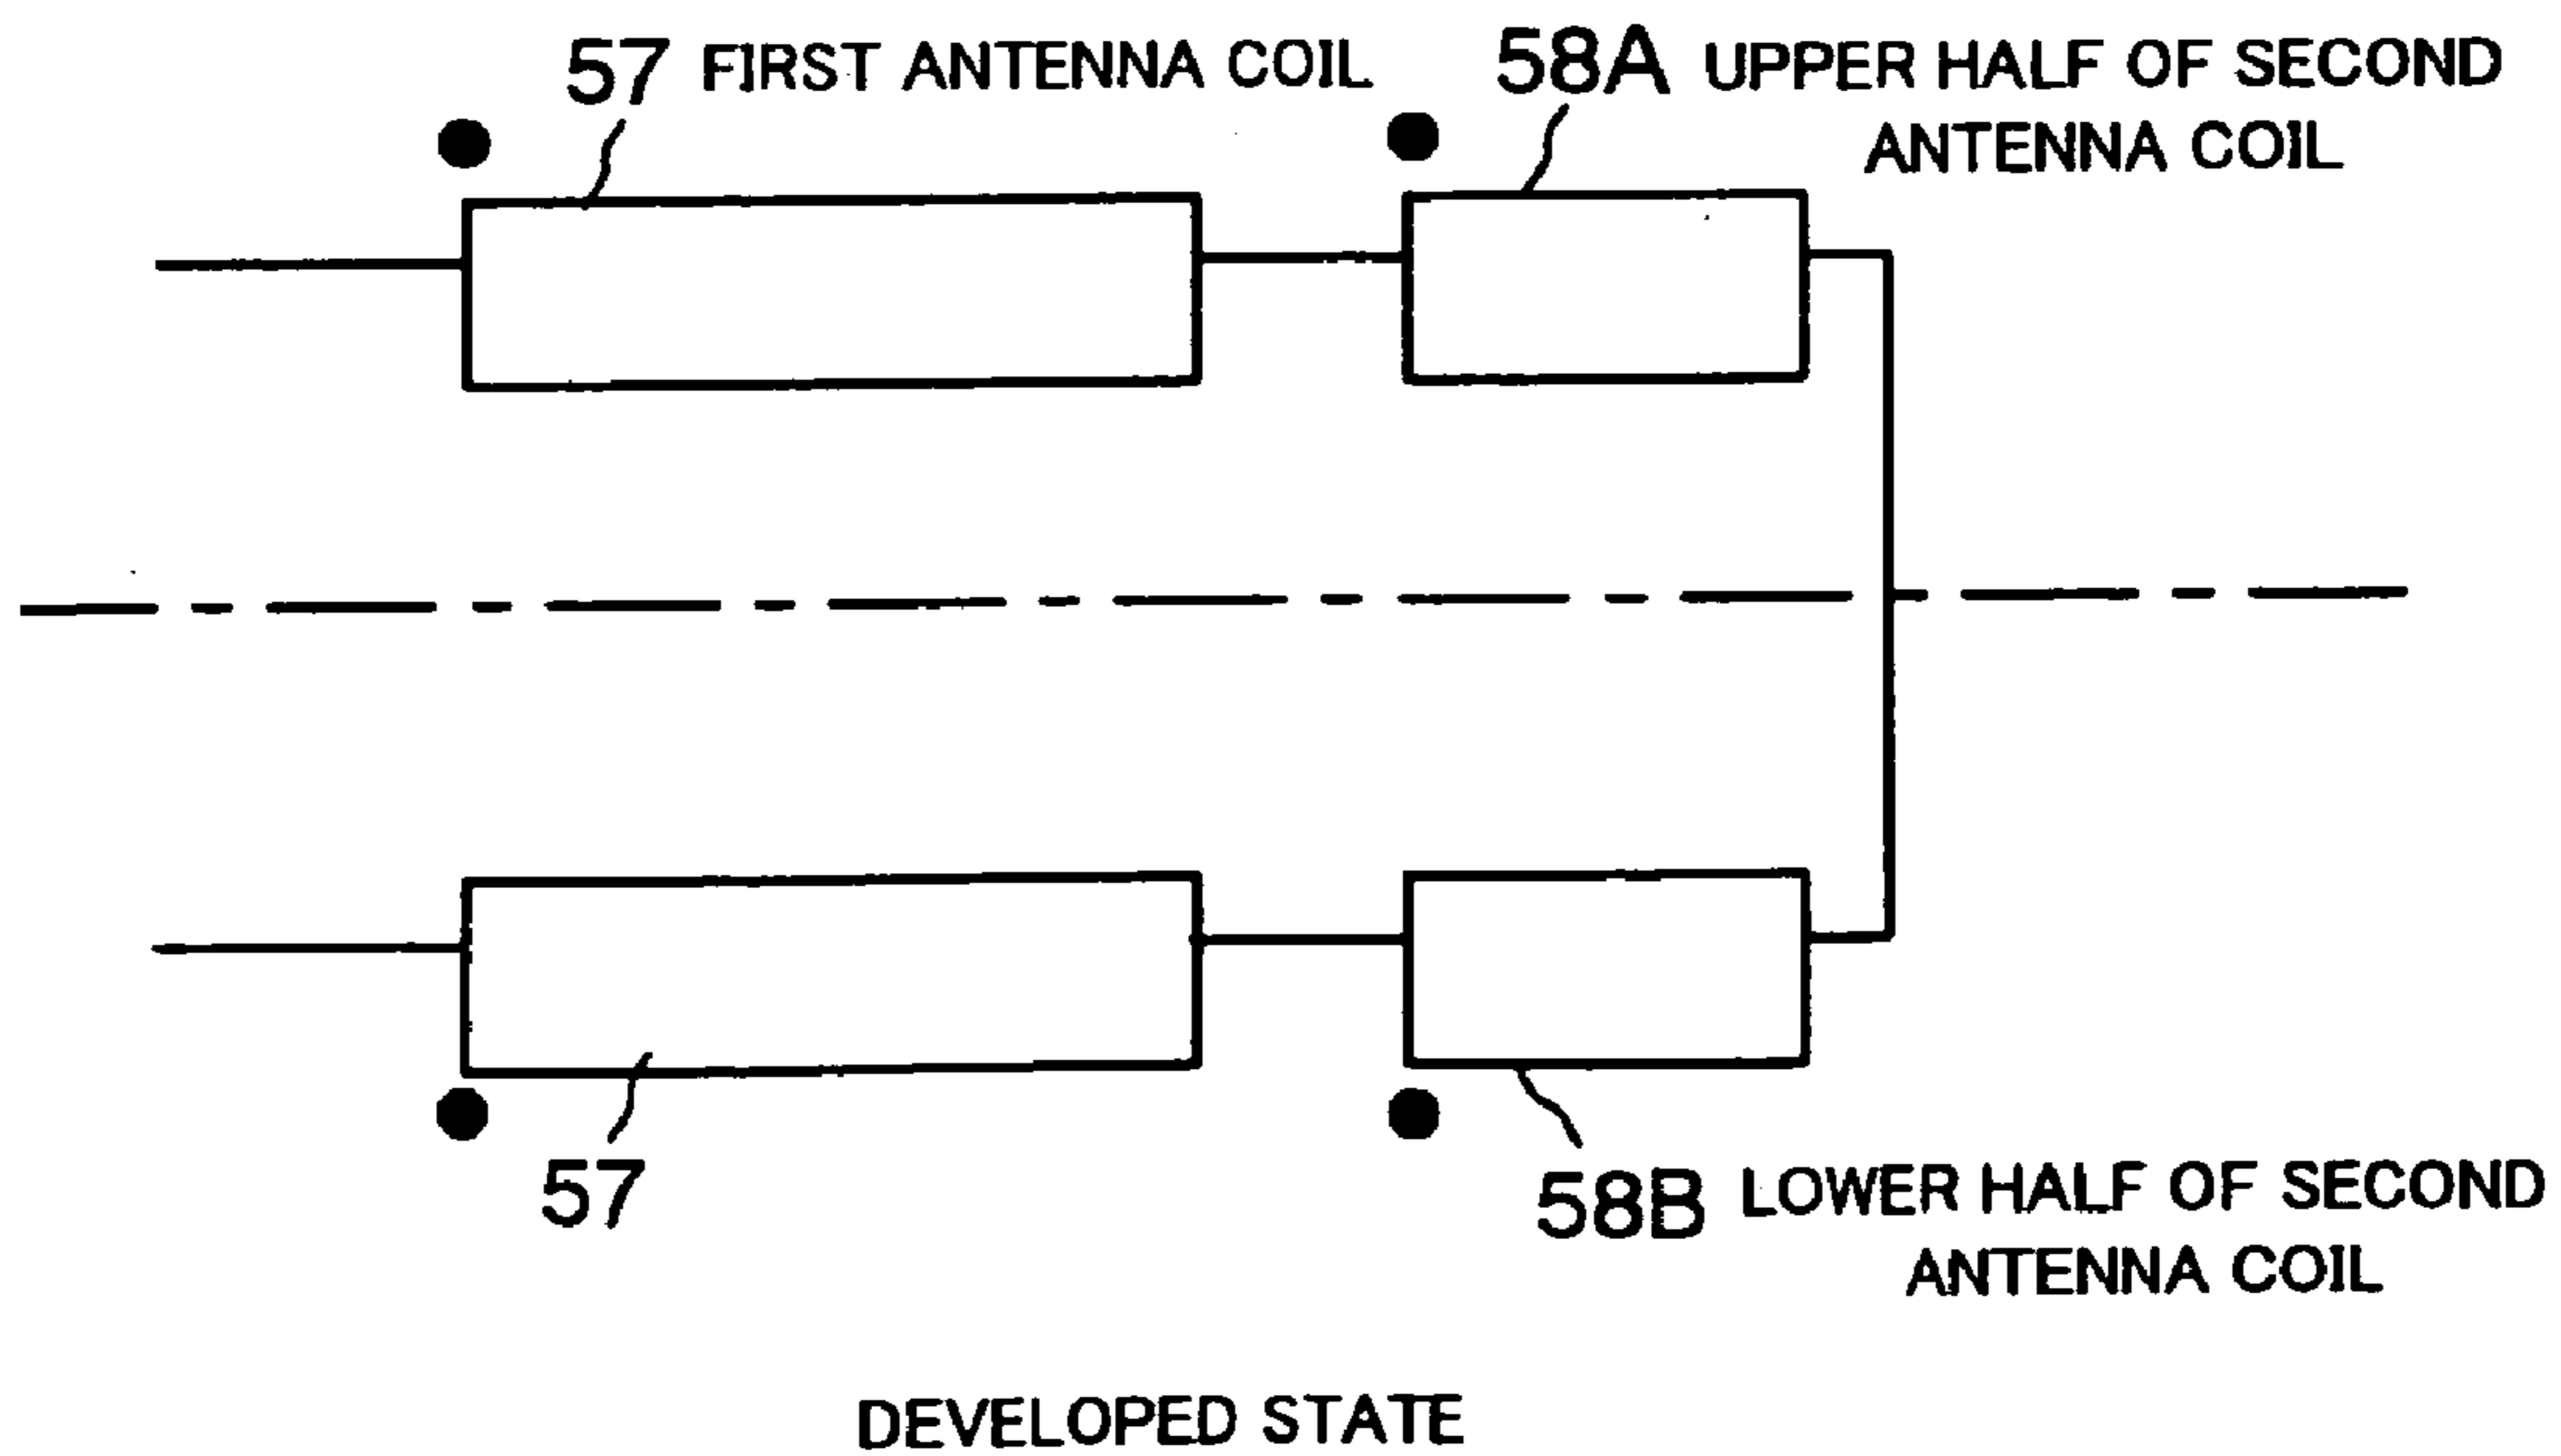 57 FIRST ANTENNA COIL
58A UPPER HALF OF SECOND
ANTENNA COIL
57
58B LOWER HALF OF SECOND
ANTENNA COIL
DEVELOPED STATE